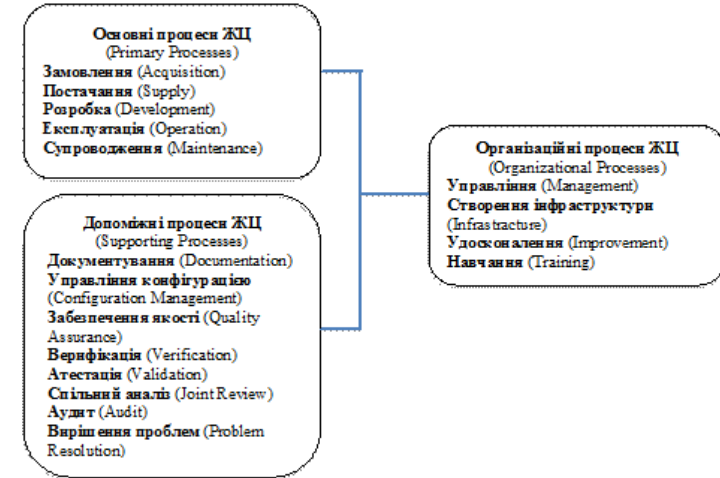 Основні процеси ЖЦ
(Primary Processes)
Замовлення (Acquisition)
Постачання (Supply)
Розробка (Development)
Експлуатація (Operation)
Супроводження (Maintenance)
Допоміжні процеси ЖЦ
(Supporting Processes)
Документування (Documentation)
Управління конфігурацією
(Configuration Management)
Забезпечення якості (Quality
Assurance)
Верифікація (Verification)
Атестація (Validation)
Спільний аналіз (Joint Review)
Аудит (Audit)
Вирішення проблем (Problem
Resolution)
Організаційні процеси ЖЦ
(Organizational Processes)
Управління (Management)
Створення інфраструктури
(Infrastracture)
Удосконалення (Improvement)
Навчання (Training)